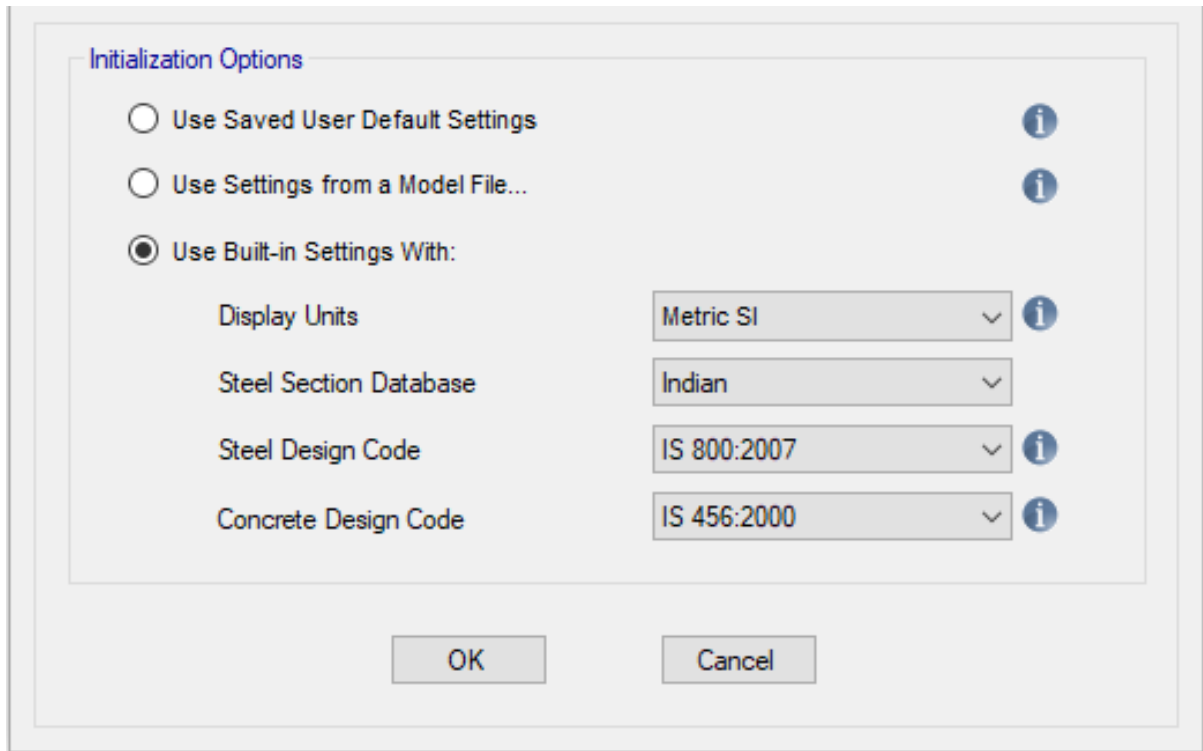 Initialization Options
Use Saved User Default Settings
Use Settings from a Model File...
Use Built-in Settings With:
Display Units Metric SI
Steel Section Database Indian
Steel Design Code IS 800:2007
Concrete Design Code IS 456:2000
OK Cancel